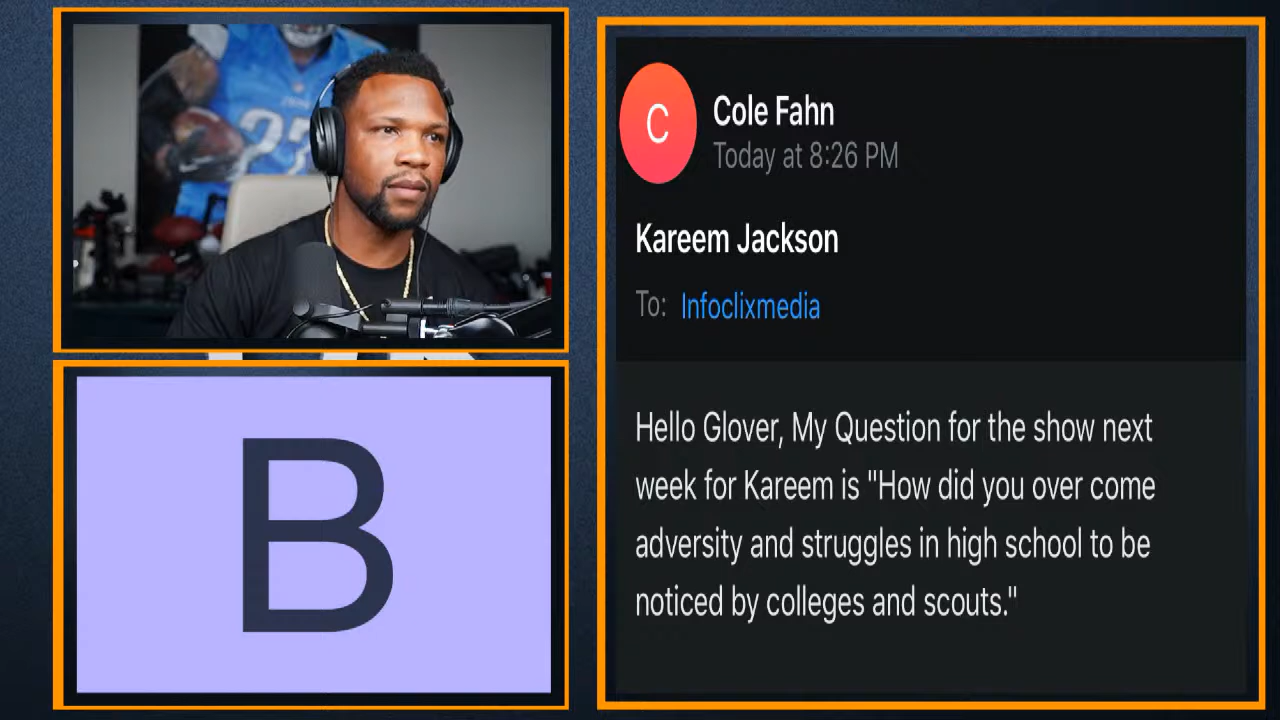 27
B
C
Cole Fahn
Today at 8:26 PM
Kareem Jackson
To: Infoclixmedia
Hello Glover, My Question for the show next
week for Kareem is "How did you over come
adversity and struggles in high school to be
noticed by colleges and scouts."